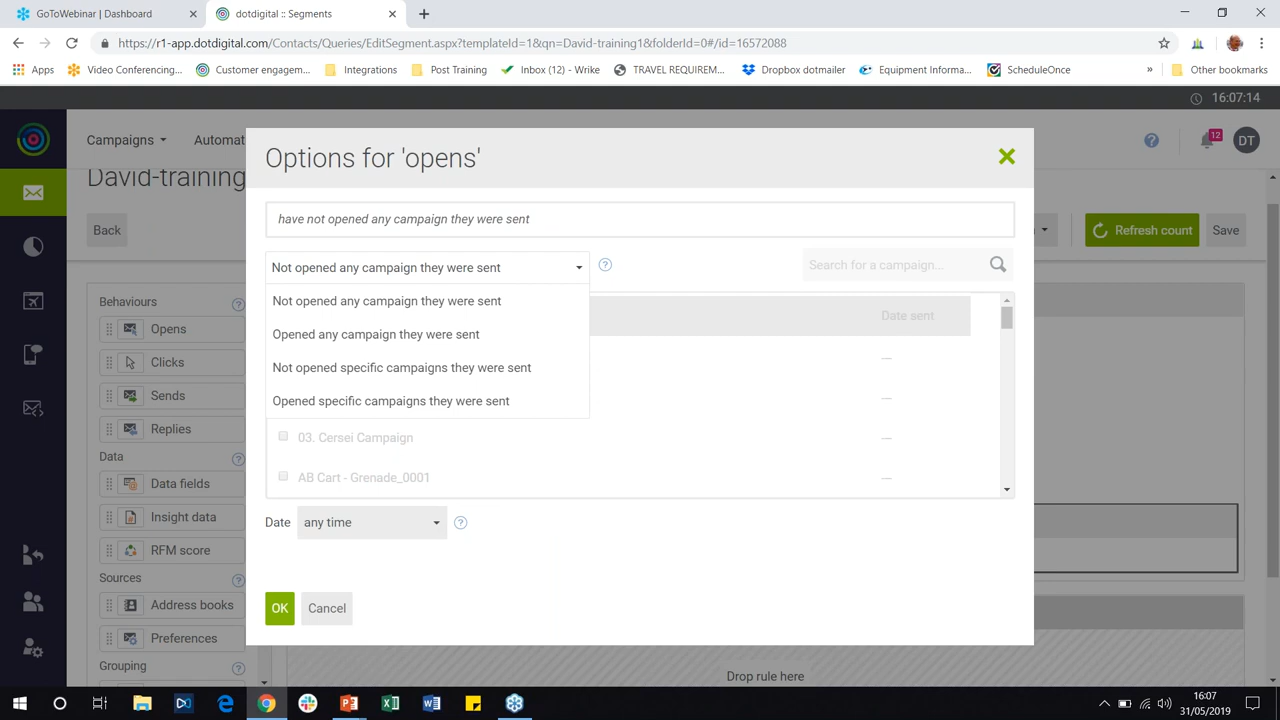 GoToWebinar | Dashboard
dotdigital :: Segments
https://r1-app.dotdigital.com/Contacts/Queries/EditSegment.aspx?templateId=1&qn=David-training1&folderId=0#/id=16572088
Apps
Video Conferencing...
Customer engagem...
Integrations
Post Training
Inbox (12) - Wrike
TRAVEL REQUIREM...
Dropbox dotmailer
Equipment Informa...
ScheduleOnce
»
Other bookmarks
16:07:14
Campaigns
Automat
12
DT
David-training
Back
Refresh count
Save
Options for 'opens'
have not opened any campaign they were sent
Not opened any campaign they were sent
Search for a campaign...
Not opened any campaign they were sent
Opened any campaign they were sent
Not opened specific campaigns they were sent
Opened specific campaigns they were sent
Date sent
—
—
03. Cersei Campaign —
AB Cart - Grenade_0001 —
Date any time
OK
Cancel
Behaviours
Opens
Clicks
Sends
Replies
Data
Data fields
Insight data
RFM score
Sources
Address books
Preferences
Grouping
Drop rule here
16:07
31/05/2019